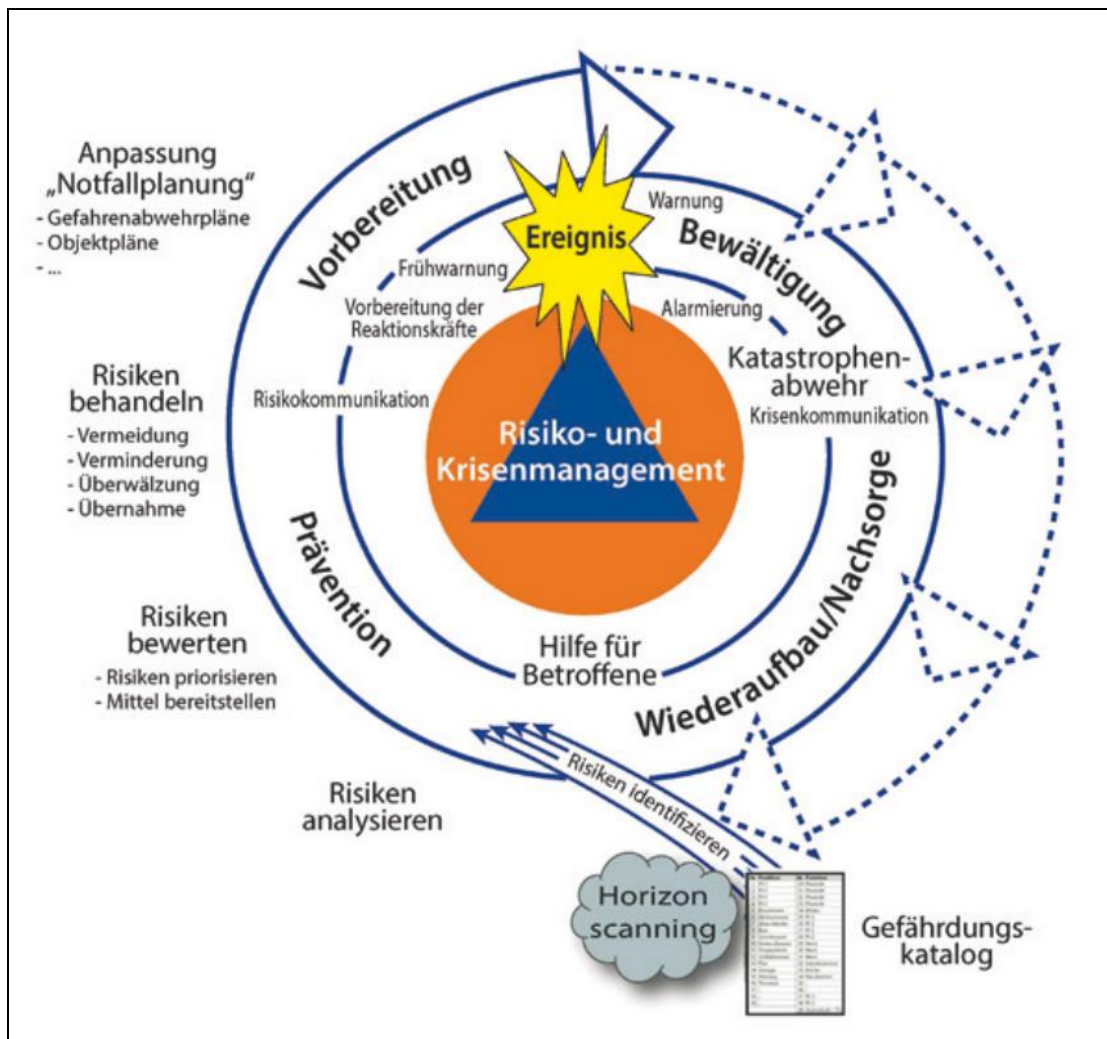 Anpassung
„Notfallplanung“
- Gefahrenabwehrpläne
- Objektpläne
- ...
Risiken
behandeln
- Vermeidung
- Verminderung
- Überwälzung
- Übernahme
Risiken
bewerten
- Risiken priorisieren
- Mittel bereitstellen
Risiken
analysieren
Vorbereitung
Prävention
Frühwarnung
Vorbereitung der
Reaktionskräfte
Risikokommunikation
Ereignis
Warnung
Bewältigung
Alarmierung
Katastrophen-
abwehr
Krisenkommunikation
Risiko- und
Krisenmanagement
Hilfe für
Betroffene
Wiederaufbau/Nachsorge
Risiken identifizieren
Horizon
scanning
Gefährdungs-
katalog